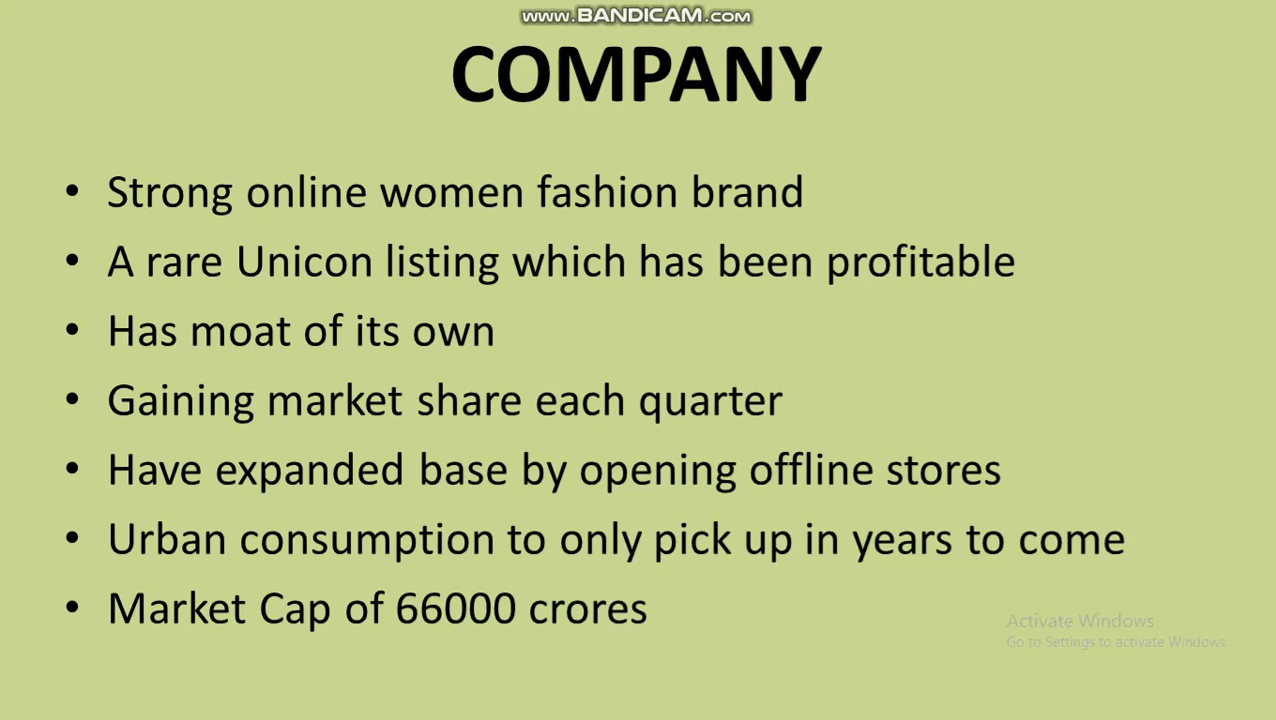 www.BANDICAM.com
COMPANY
• Strong online women fashion brand
• A rare Unicon listing which has been profitable
• Has moat of its own
• Gaining market share each quarter
• Have expanded base by opening offline stores
• Urban consumption to only pick up in years to come
• Market Cap of 66000 crores
Activate Windows
Go to Settings to activate Windows.